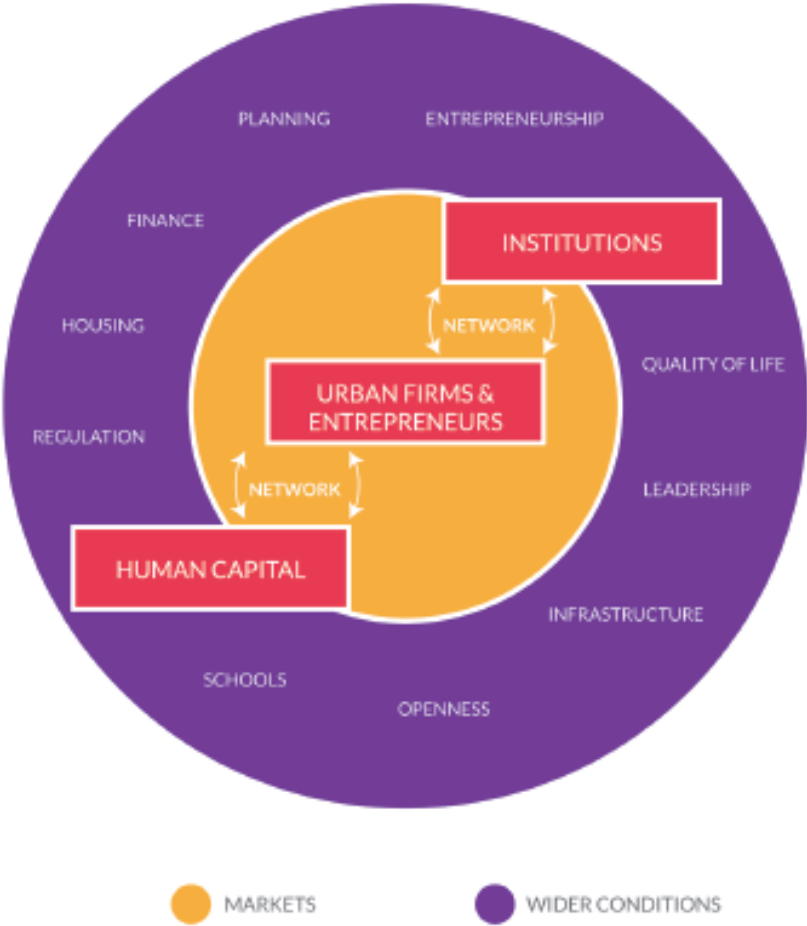 PLANNING
ENTREPRENEURSHIP
FINANCE
INSTITUTIONS
HOUSING
NETWORK
QUALITY OF LIFE
URBAN FIRMS &
ENTREPRENEURS
REGULATION
NETWORK
LEADERSHIP
HUMAN CAPITAL
INFRASTRUCTURE
SCHOOLS
OPENNESS
MARKETS
WIDER CONDITIONS